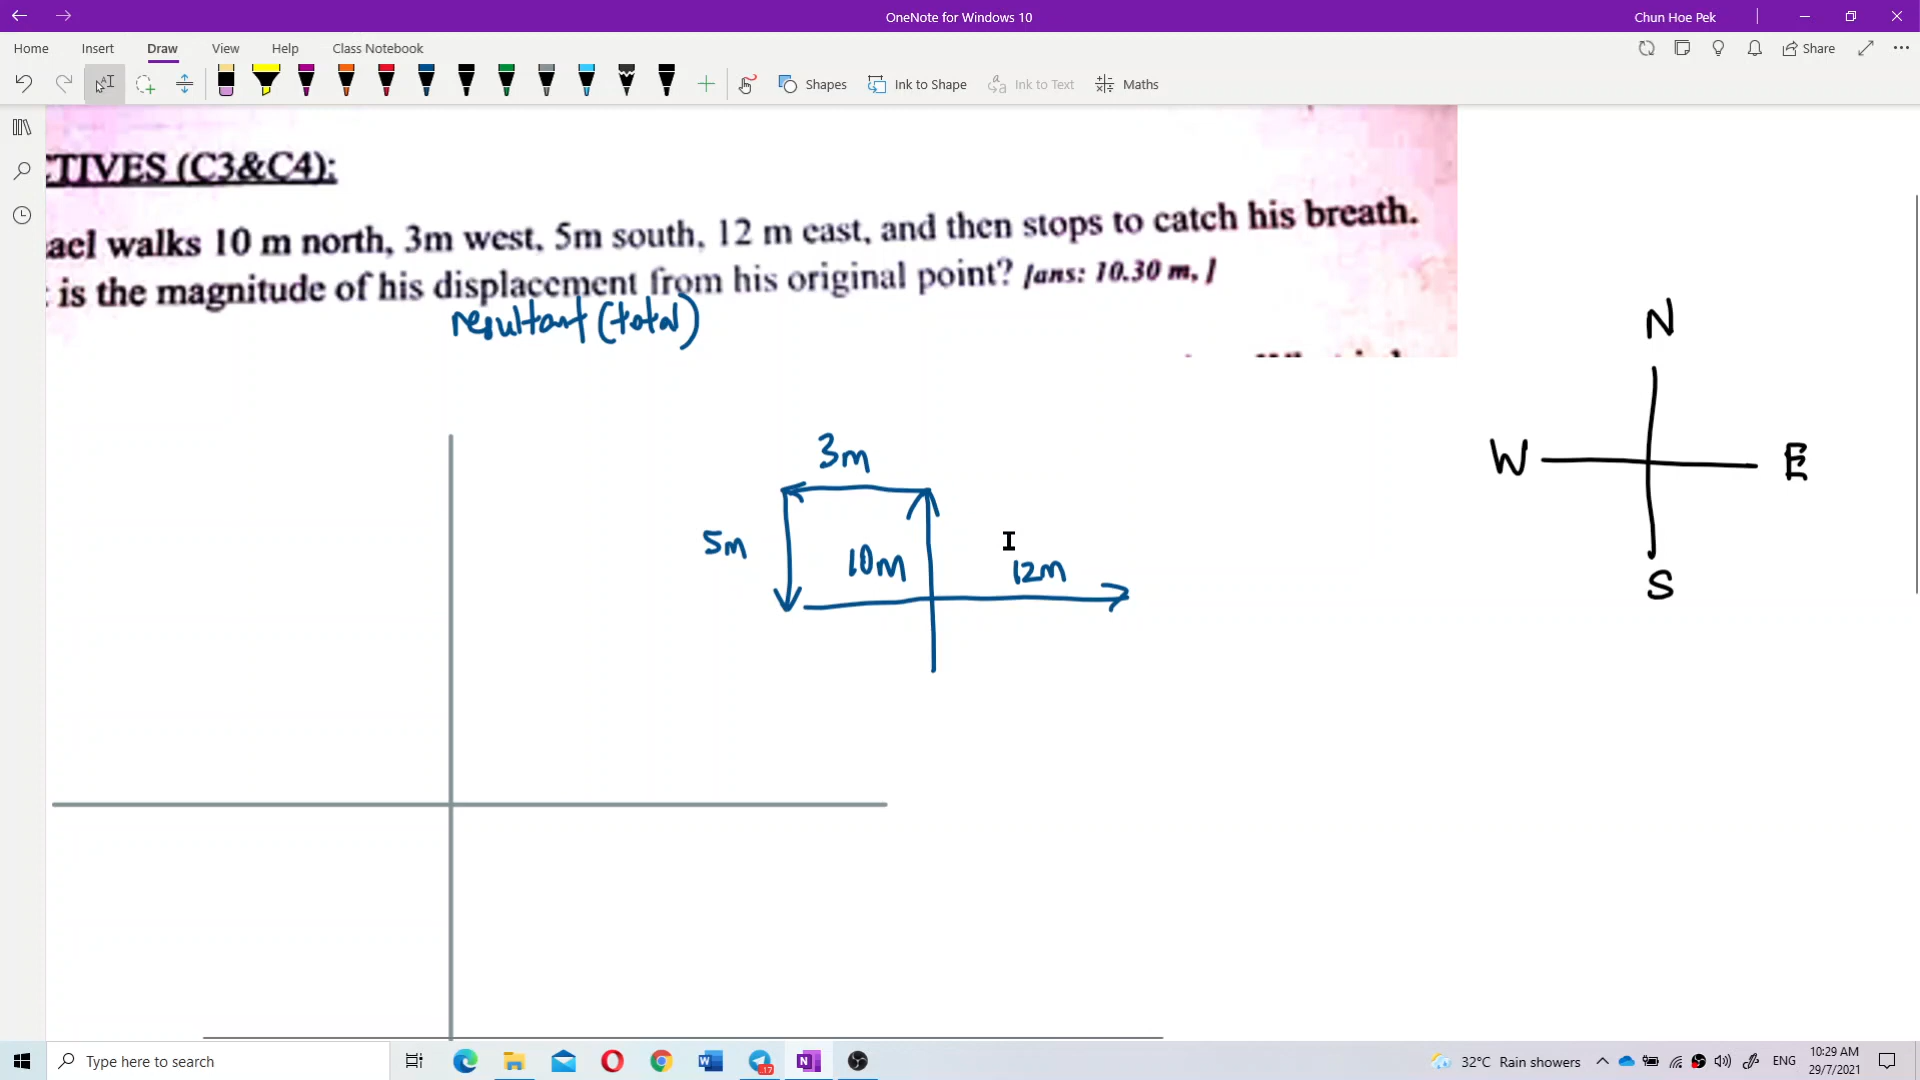 OneNote for Windows 10
Chun Hoe Pek
Home Insert Draw View Help Class Notebook
Share
Shapes Ink to Shape Ink to Text Maths
CTIVES (C3&C4):
ael walks 10 m north, 3m west, 5m south, 12 m east, and then stops to catch his breath.
is the magnitude of his displacement from his original point? [ans: 10.30 m, ]
resultant (total)
N
W E
S
3m
5m
10m
12m
Type here to search
32°C Rain showers
ENG
10:29 AM
29/7/2021